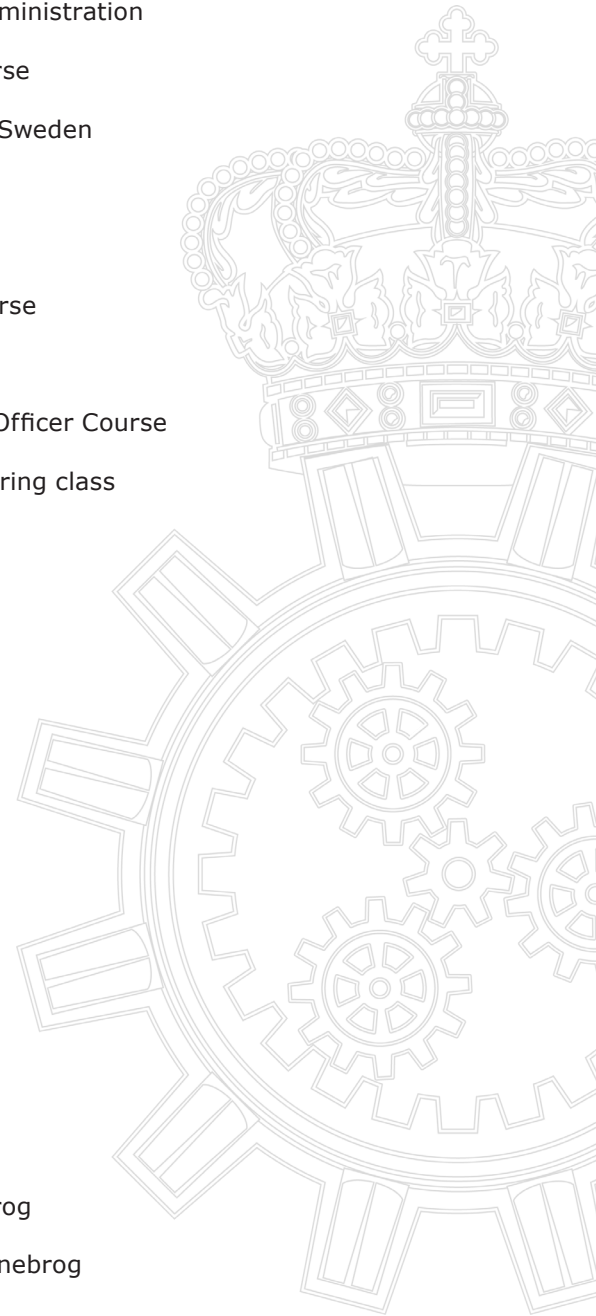 ministration
rse
Sweden
rse
Officer Course
ring class
rog
nebrog